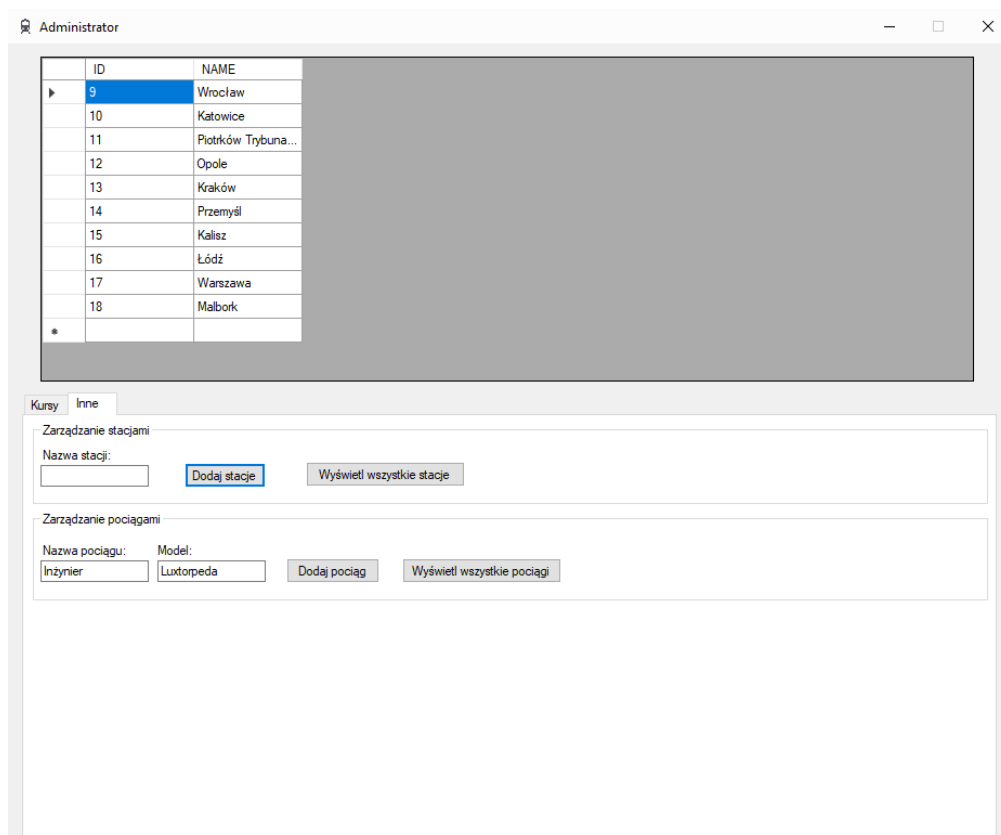 Administrator
ID NAME
9 Wrocław
10 Katowice
11 Piotrków Trybuna...
12 Opole
13 Kraków
14 Przemyśl
15 Kalisz
16 Łódź
17 Warszawa
18 Malbork
Kursy Inne
Zarządzanie stacjami
Nazwa stacji:
Dodaj stacje Wyświetl wszystkie stacje
Zarządzanie pociągami
Nazwa pociągu: Model:
Inżynier Luxtorpeda Dodaj pociąg Wyświetl wszystkie pociągi